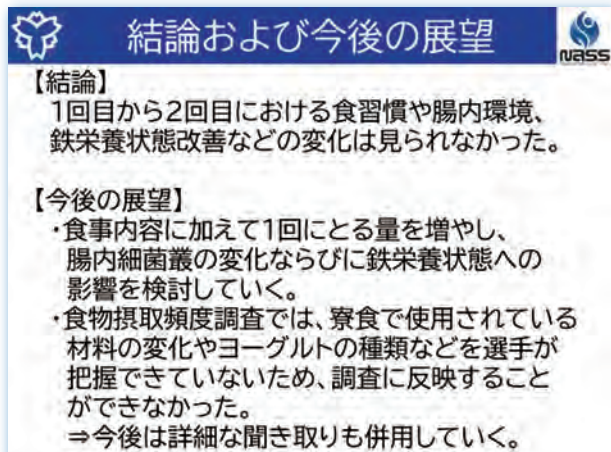 結論および今後の展望
NASS
【結論】
1回目から2回目における食習慣や腸内環境、
鉄栄養状態改善などの変化は見られなかった。
【今後の展望】
・食事内容に加えて1回にとる量を増やし、
腸内細菌叢の変化ならびに鉄栄養状態への
影響を検討していく。
・食物摂取頻度調査では、寮食で使用されている
材料の変化やヨーグルトの種類などを選手が
把握できていないため、調査に反映すること
ができなかった。
⇒今後は詳細な聞き取りも併用していく。